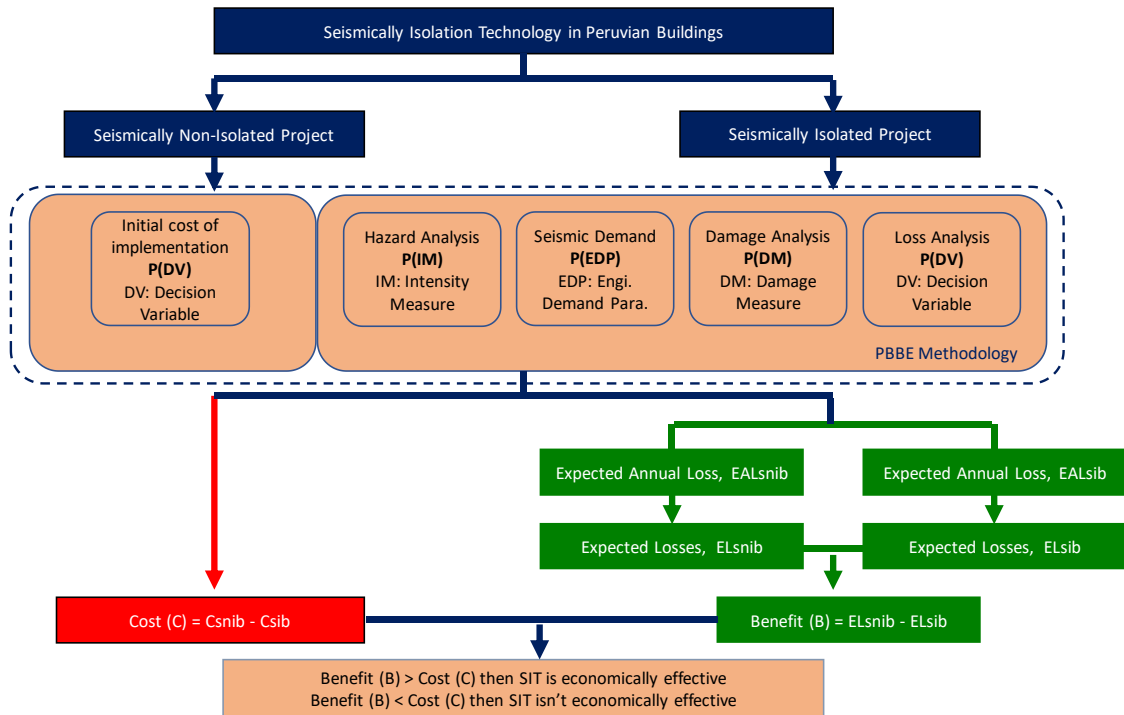 Seismically Isolation Technology in Peruvian Buildings
Seismically Non-Isolated Project
Seismically Isolated Project
Initial cost of
implementation
P(DV)
DV: Decision
Variable
Hazard Analysis
P(IM)
IM: Intensity
Measure
Seismic Demand
P(EDP)
EDP: Engi.
Demand Para.
Damage Analysis
P(DM)
DM: Damage
Measure
Loss Analysis
P(DV)
DV: Decision
Variable
PBBE Methodology
Expected Annual Loss, EALsnib
Expected Annual Loss, EALsib
Expected Losses, ELsnib
Expected Losses, ELsib
Cost (C) = Csnib - Csib
Benefit (B) = ELsnib - ELsib
Benefit (B) > Cost (C) then SIT is economically effective
Benefit (B) < Cost (C) then SIT isn't economically effective